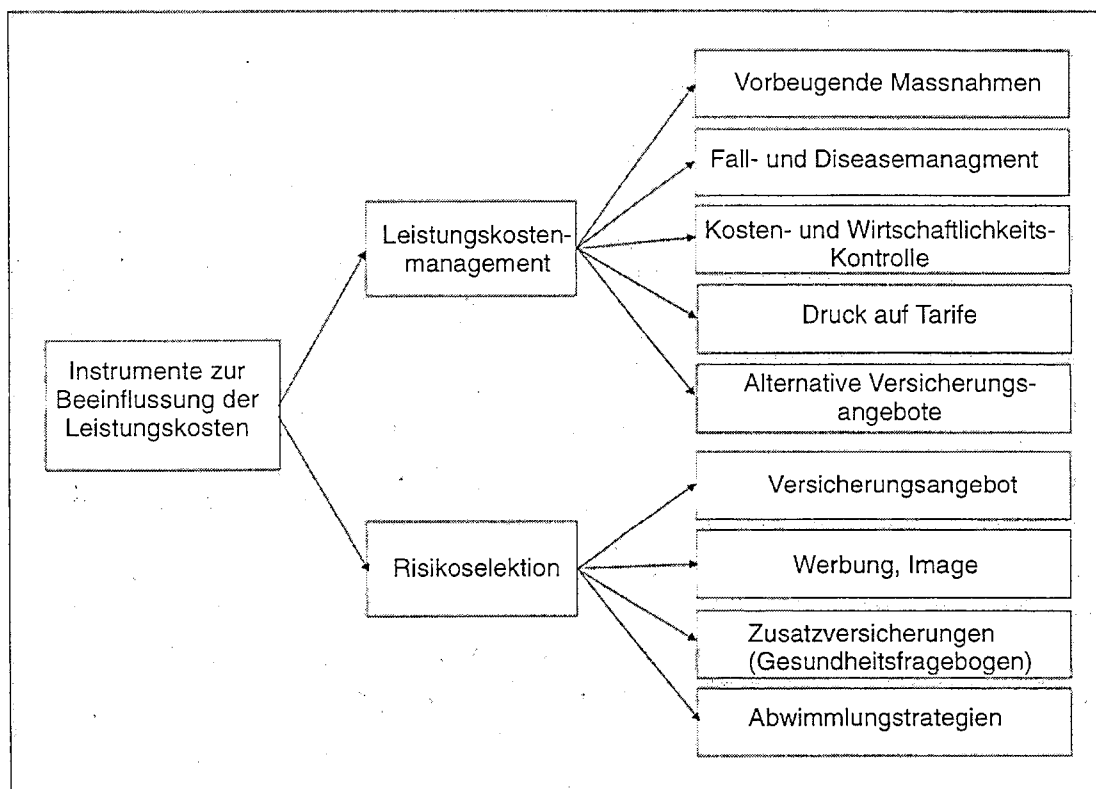 Vorbeugende Massnahmen
Fall- und Diseasemanagment
Leistungskosten-
management
Kosten- und Wirtschaftlichkeits-
Kontrolle
Druck auf Tarife
Instrumente zur
Beeinflussung der
Leistungskosten
Alternative Versicherungs-
angebote
Versicherungsangebot
Risikoselektion
Werbung, Image
Zusatzversicherungen
(Gesundheitsfragebogen)
Abwimmlungstrategien